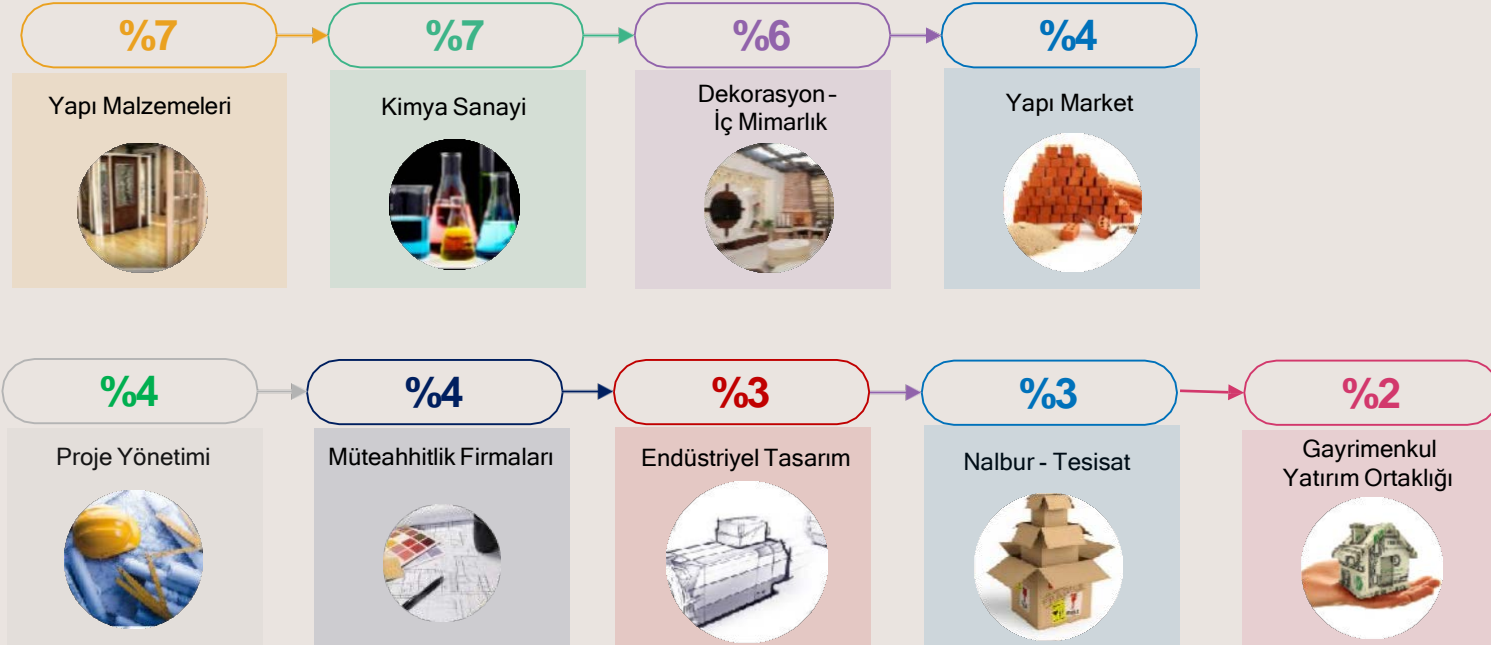 %7
%7
%6
%4
Yapı Malzemeleri
Kimya Sanayi
Dekorasyon -
İç Mimarlık
Yapı Market
%4
%4
%3
%3
%2
Proje Yönetimi
Müteahhitlik Firmaları
Endüstriyel Tasarım
Nalbur - Tesisat
Gayrimenkul
Yatırım Ortaklığı